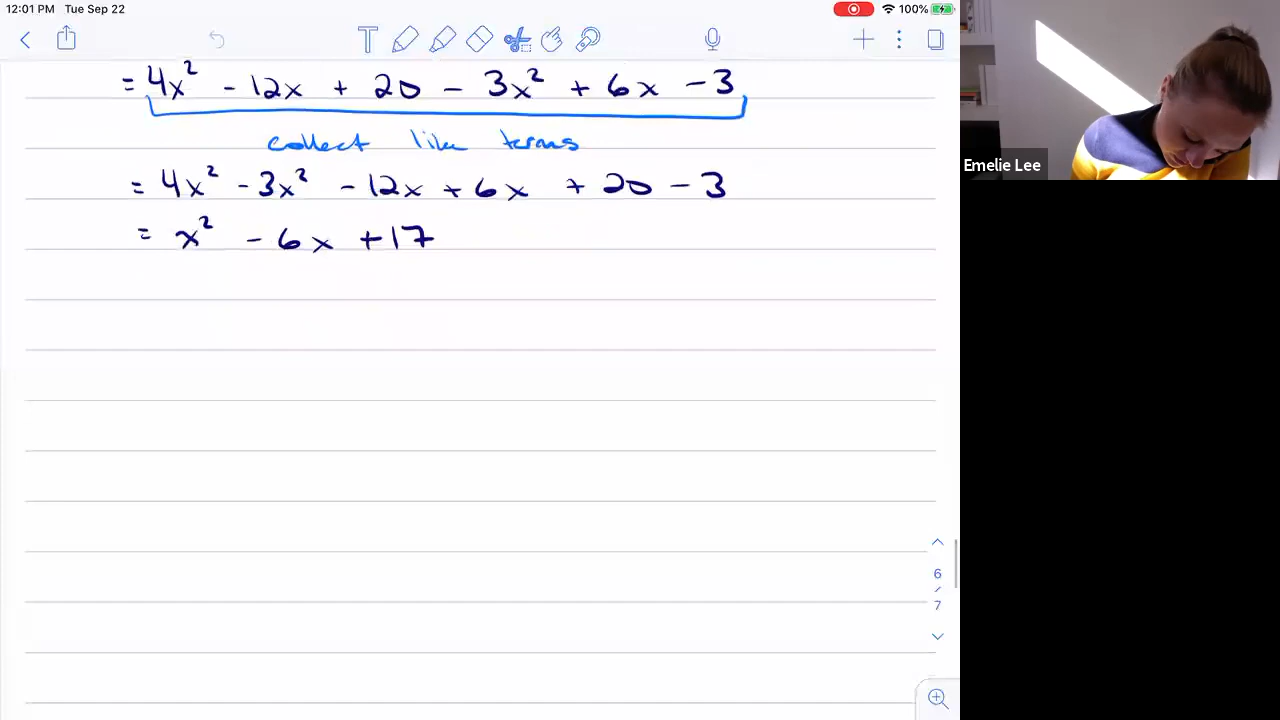 12:01 PM Tue Sep 22
100%
= 4x² - 12x + 20 - 3x² + 6x - 3
collect like terms
Emelie Lee
= 4x² - 3x² - 12x + 6x + 20 - 3
= x² - 6x + 17
6
7